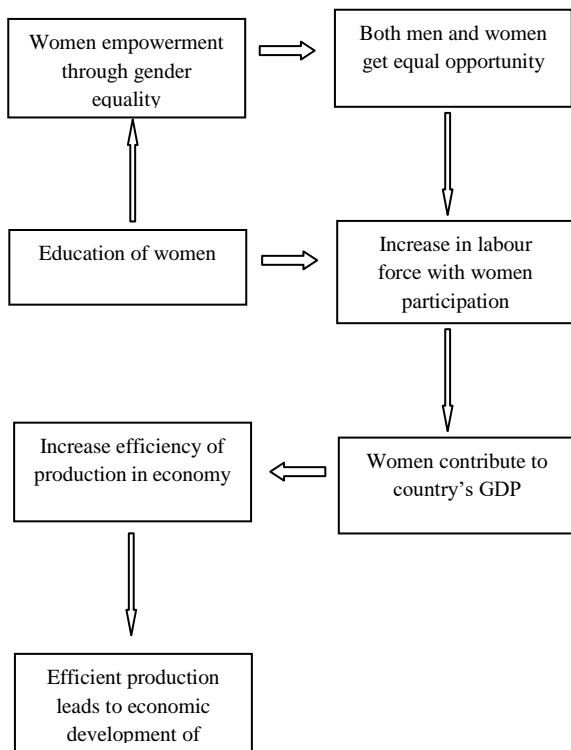 Women empowerment
through gender
equality
Both men and women
get equal opportunity
Education of women
Increase in labour
force with women
participation
Increase efficiency of
production in economy
Women contribute to
country’s GDP
Efficient production
leads to economic
development of